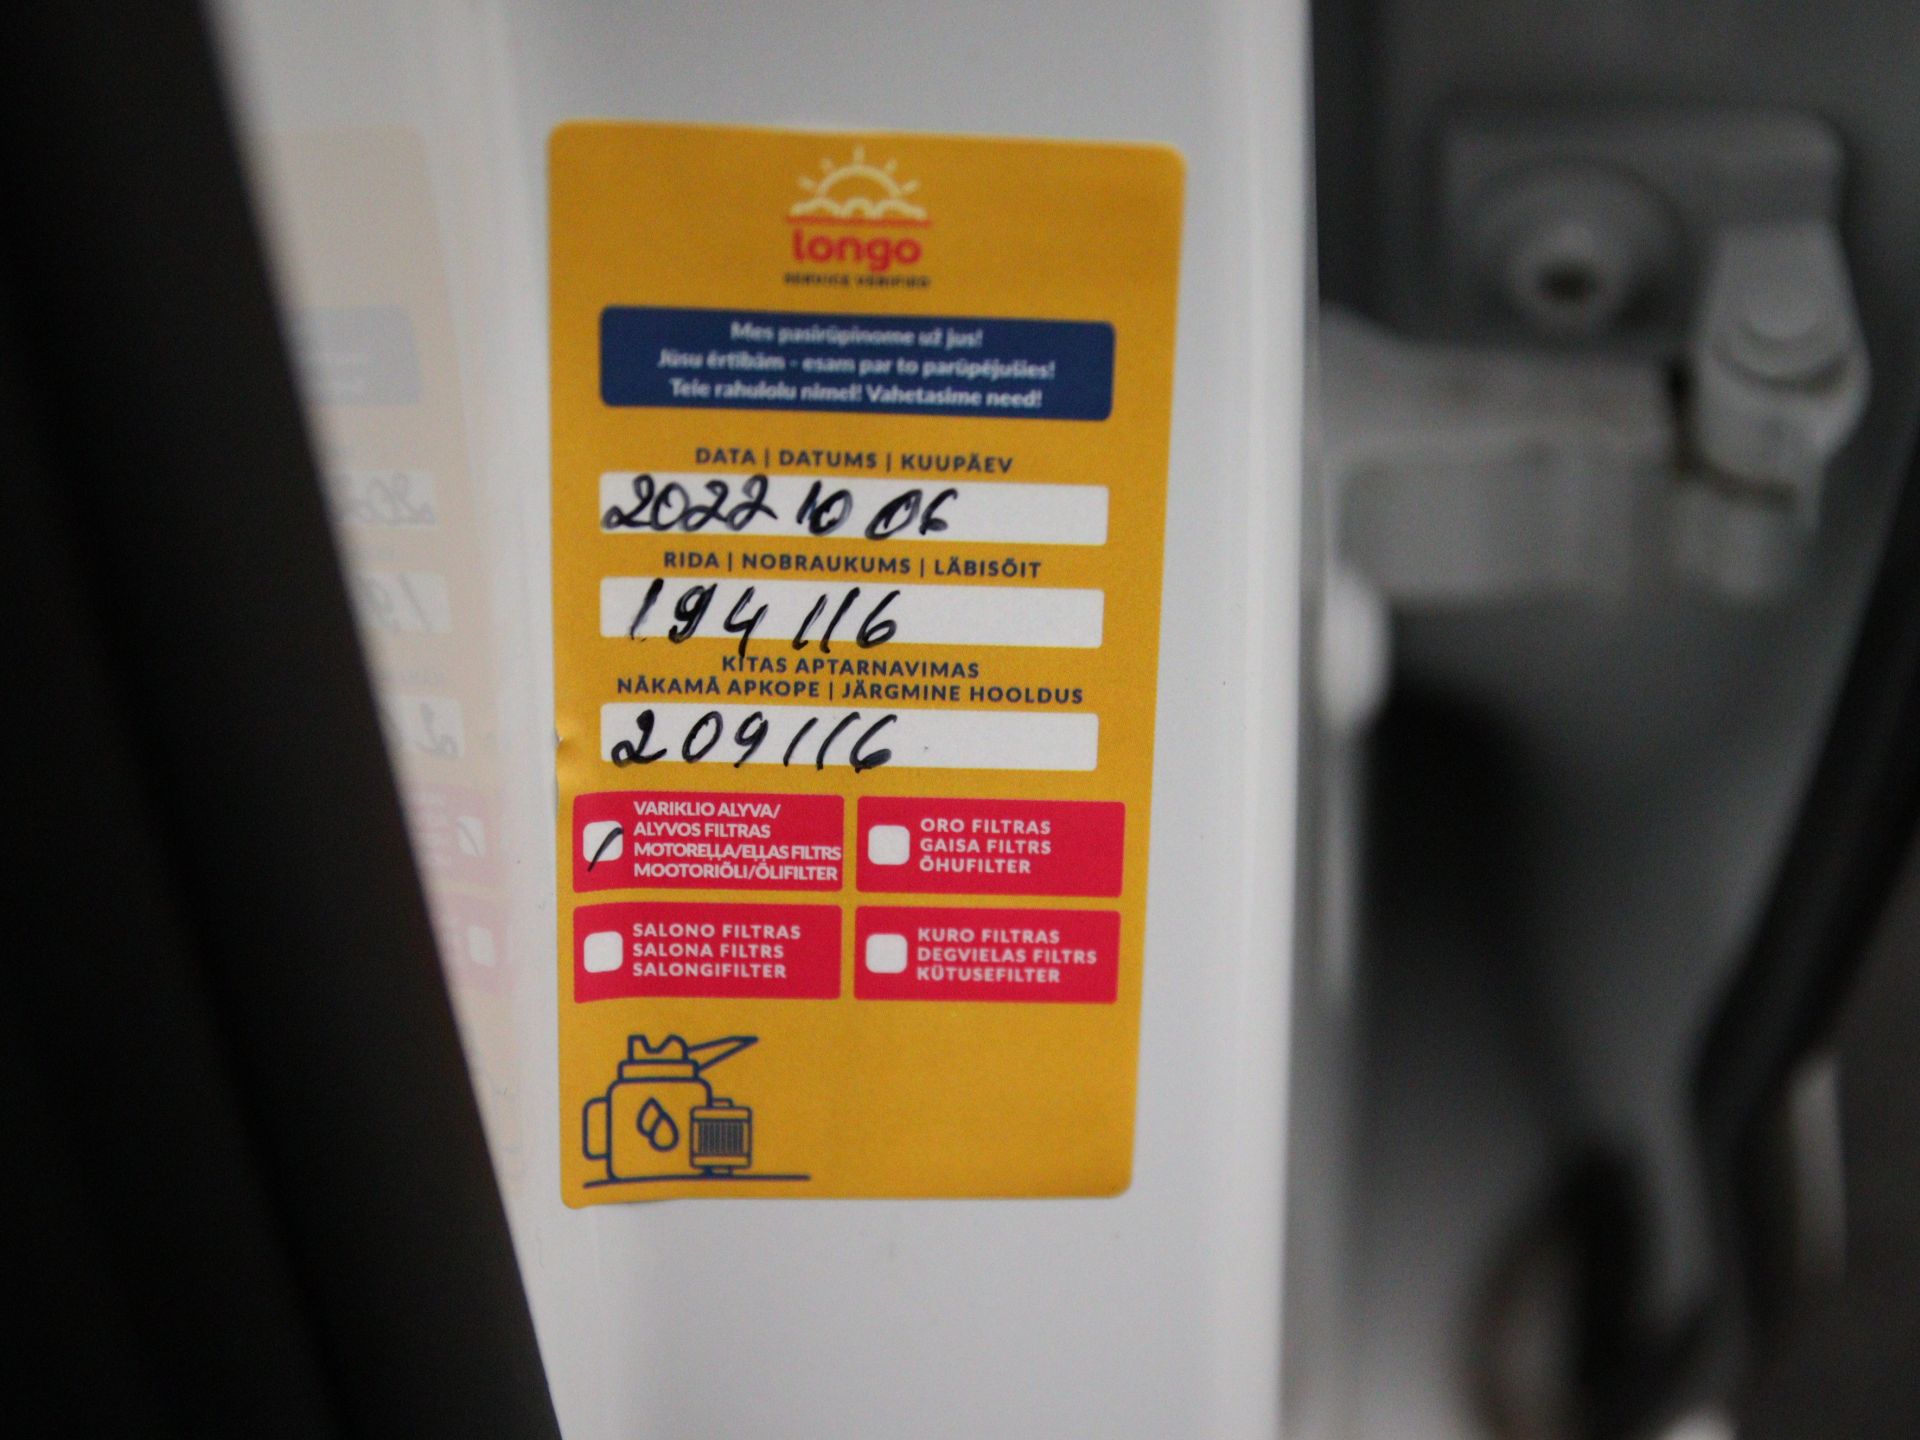 longo
SERVICE VERIFIED
Mes pasirūpinome už jus!
Jūsu ērtībām - esam par to parūpējušies!
Teie rahulolu nimel! Vahetasime need!
DATA | DATUMS | KUUPÄEV
2022 10 06
RIDA | NOBRAUKUMS | LÄBISÕIT
194116
KITAS APTARNAVIMAS
NĀKAMĀ APKOPE | JÄRGMINE HOOLDUS
209116
VARIKLIO ALYVA/
ALYVOS FILTRAS
MOTOREĻĻA/EĻĻAS FILTRS
MOOTORIÕLI/ÕLIFILTER
ORO FILTRAS
GAISA FILTRS
ÕHUFILTER
SALONO FILTRAS
SALONA FILTRS
SALONGIFILTER
KURO FILTRAS
DEGVIELAS FILTRS
KÜTUSEFILTER